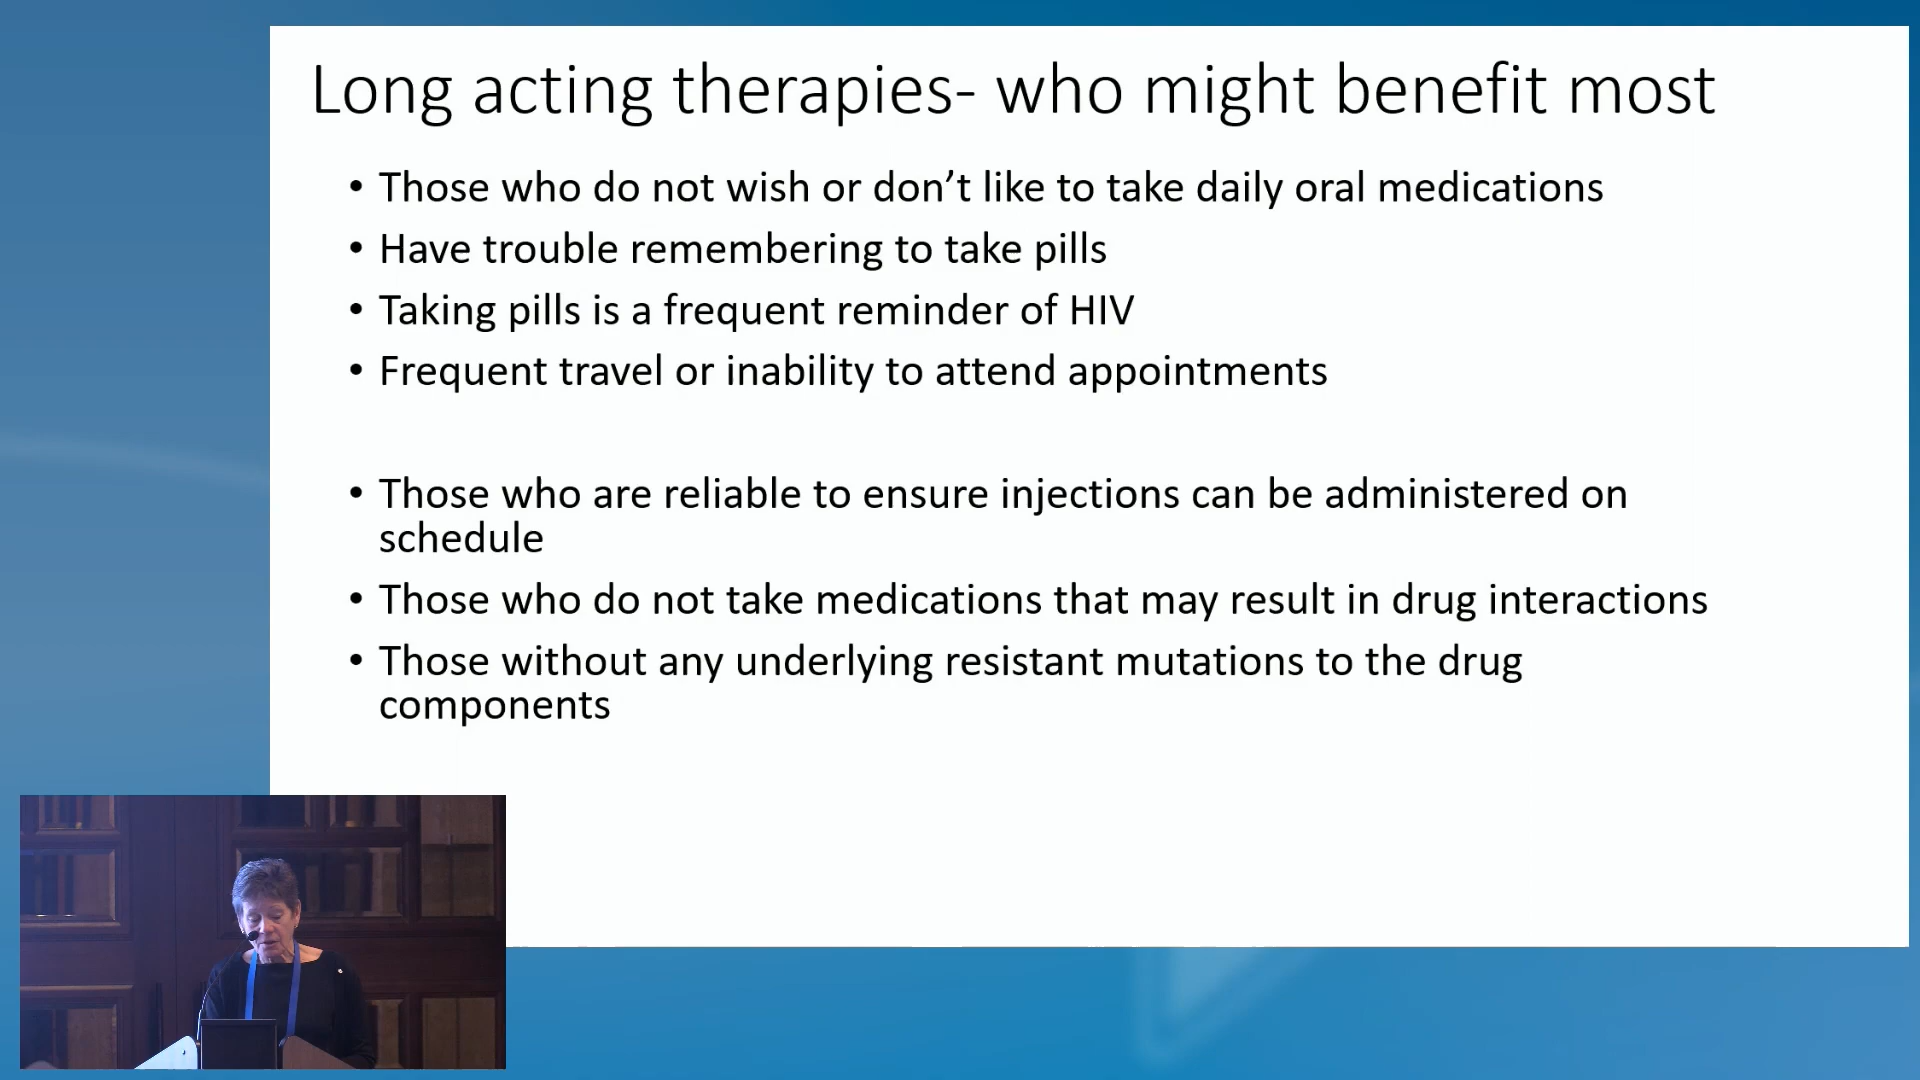 Long acting therapies- who might benefit most
• Those who do not wish or don’t like to take daily oral medications
• Have trouble remembering to take pills
• Taking pills is a frequent reminder of HIV
• Frequent travel or inability to attend appointments
• Those who are reliable to ensure injections can be administered on
schedule
• Those who do not take medications that may result in drug interactions
• Those without any underlying resistant mutations to the drug
components